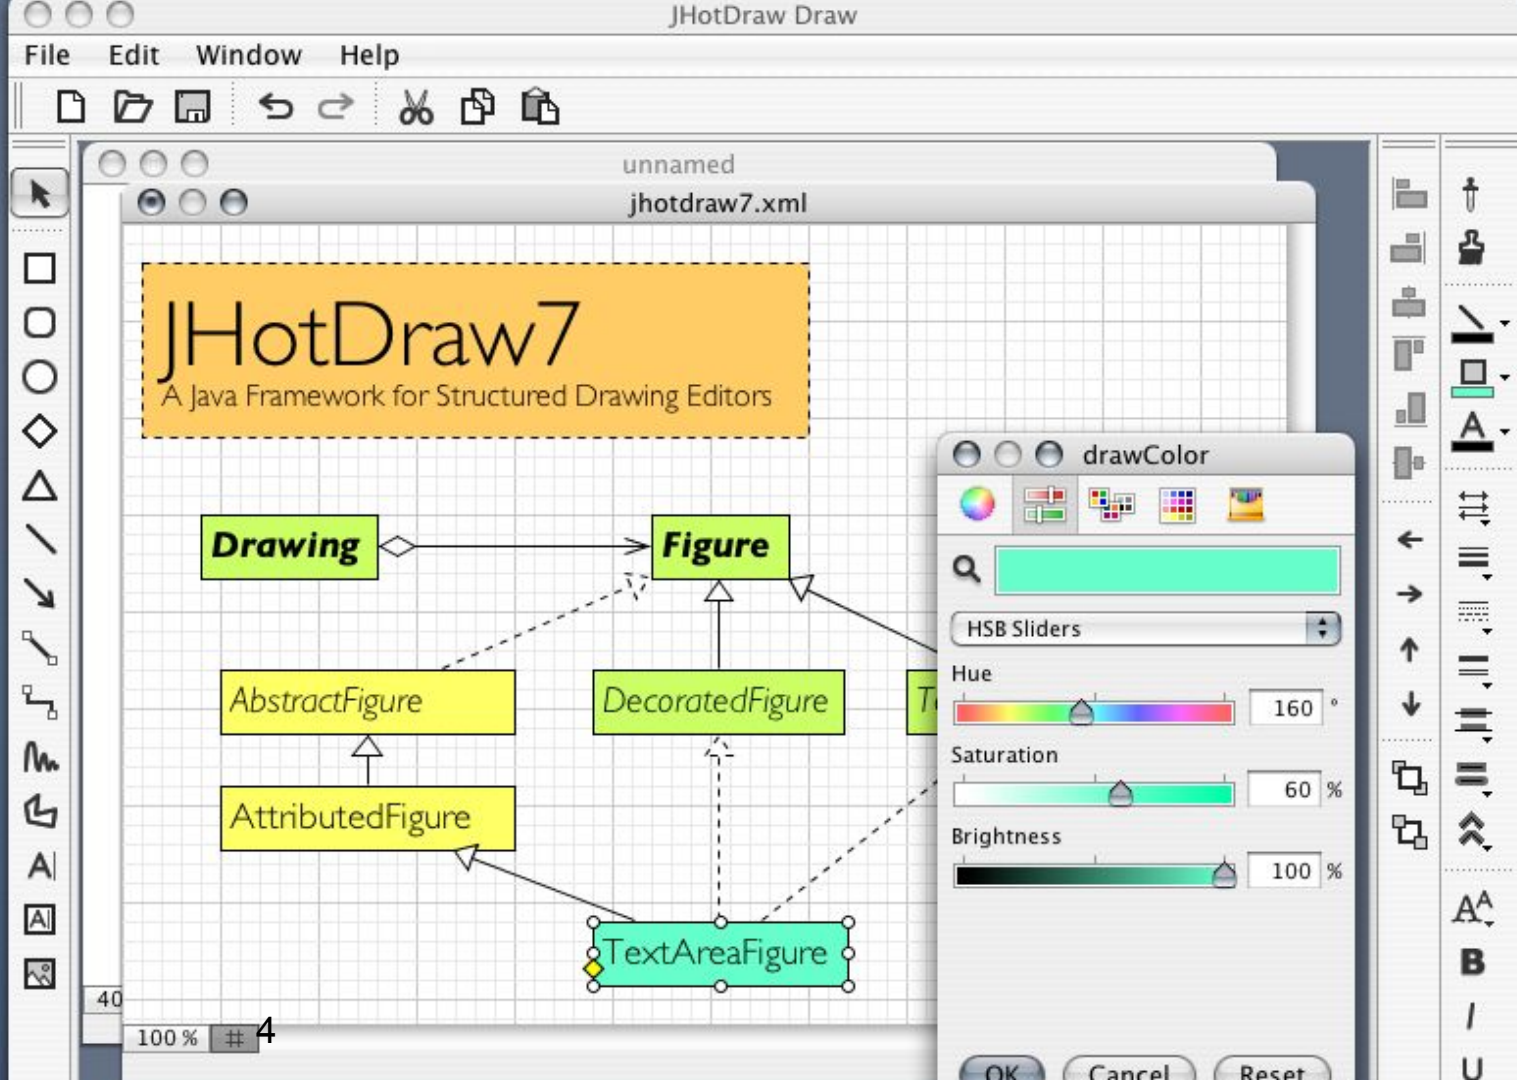 JHotDraw Draw
File Edit Window Help
unnamed
jhotdraw7.xml
JHotDraw7
A Java Framework for Structured Drawing Editors
drawColor
Drawing
Figure
HSB Sliders
Hue
160 °
AbstractFigure
DecoratedFigure
Saturation
60 %
AttributedFigure
Brightness
100 %
TextAreaFigure
40
100 %
4
OK Cancel Reset
A
A
A
AA
B
I
U